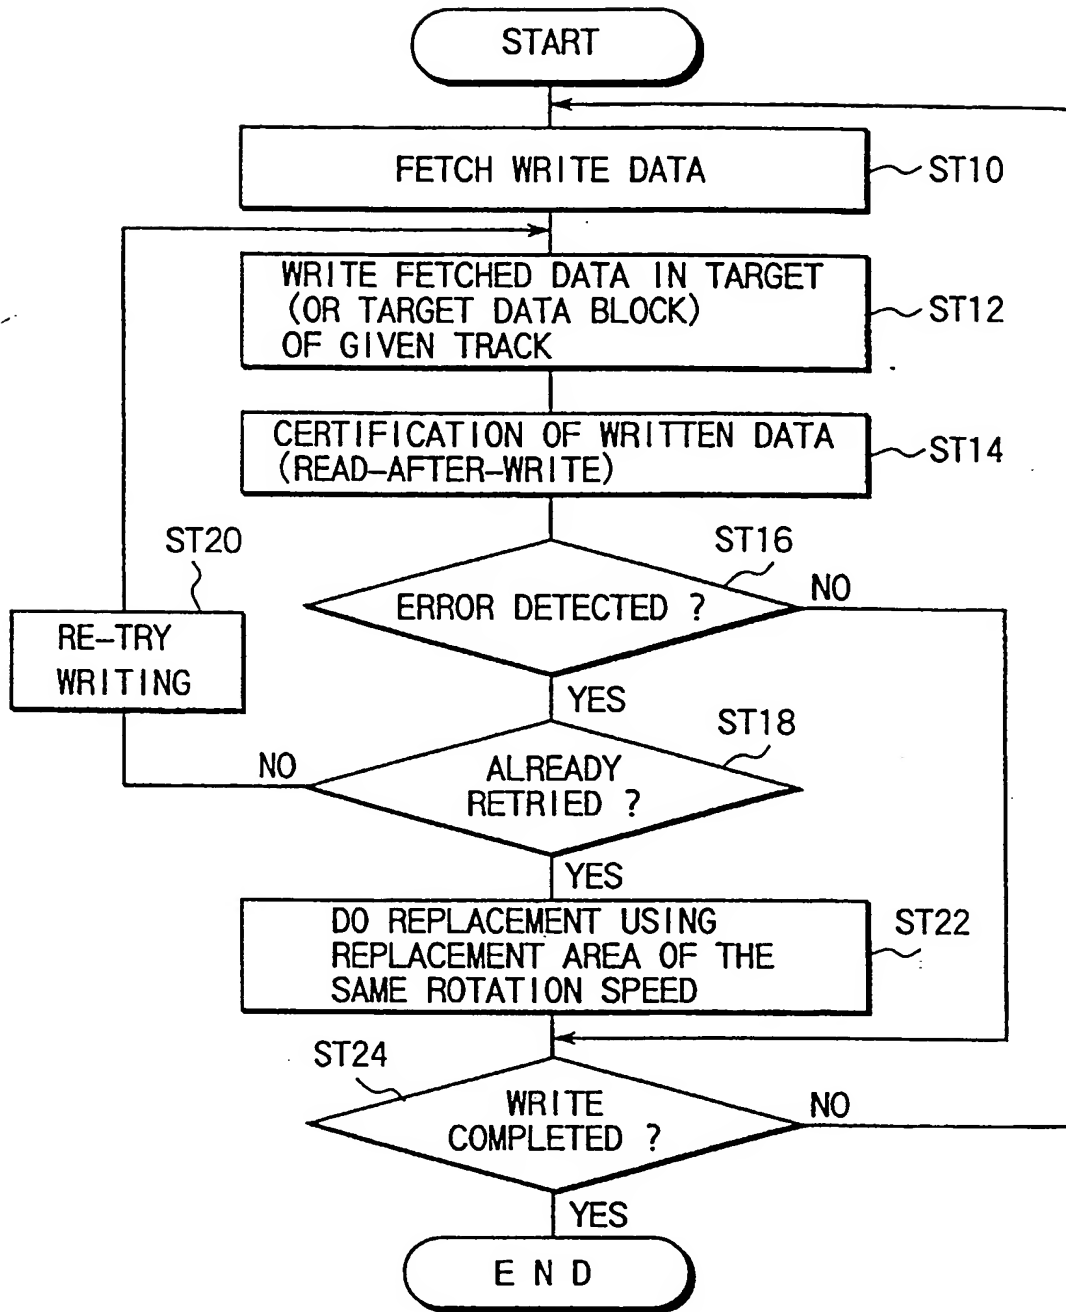 START
FETCH WRITE DATA
ST10
WRITE FETCHED DATA IN TARGET
(OR TARGET DATA BLOCK)
OF GIVEN TRACK
ST12
CERTIFICATION OF WRITTEN DATA
(READ-AFTER-WRITE)
ST14
ST20
RE-TRY
WRITING
ST16
ERROR DETECTED ?
NO
YES
ST18
ALREADY
RETRIED ?
NO
YES
DO REPLACEMENT USING
REPLACEMENT AREA OF THE
SAME ROTATION SPEED
ST22
ST24
WRITE
COMPLETED ?
NO
YES
END